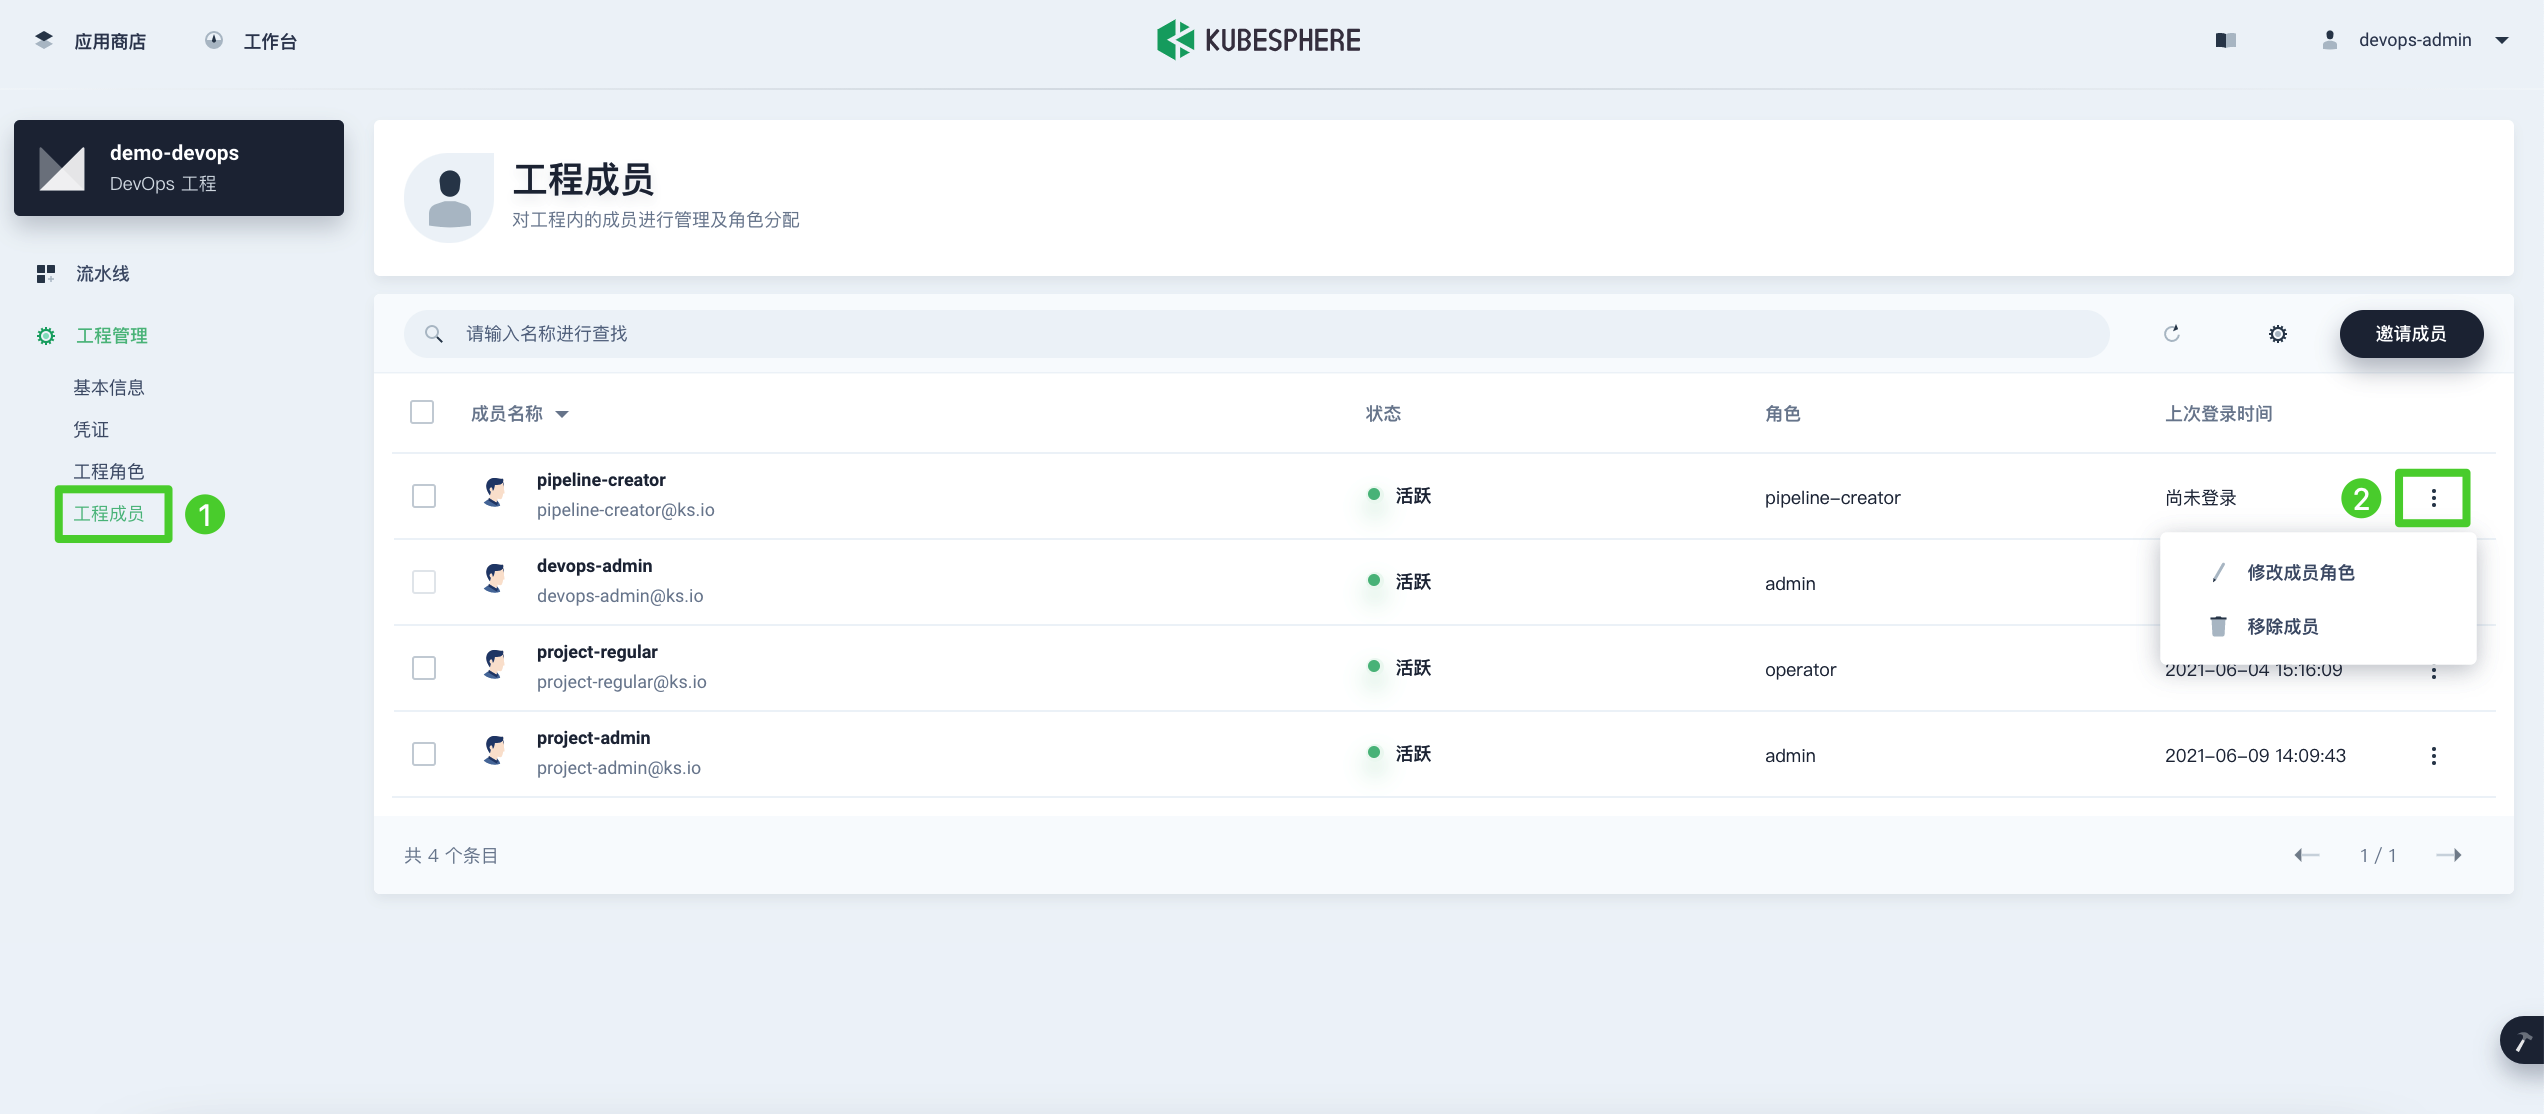 应用商店 工作台 KUBESPHERE devops-admin
demo-devops
DevOps 工程
流水线
工程管理
基本信息
凭证
工程角色
工程成员 1
工程成员
对工程内的成员进行管理及角色分配
请输入名称进行查找 邀请成员
成员名称 状态 角色 上次登录时间
pipeline-creator
pipeline-creator@ks.io 活跃 pipeline-creator 尚未登录 2
修改成员角色
移除成员
devops-admin
devops-admin@ks.io 活跃 admin
project-regular
project-regular@ks.io 活跃 operator 2021-06-04 15:16:09
project-admin
project-admin@ks.io 活跃 admin 2021-06-09 14:09:43
共 4 个条目 1 / 1